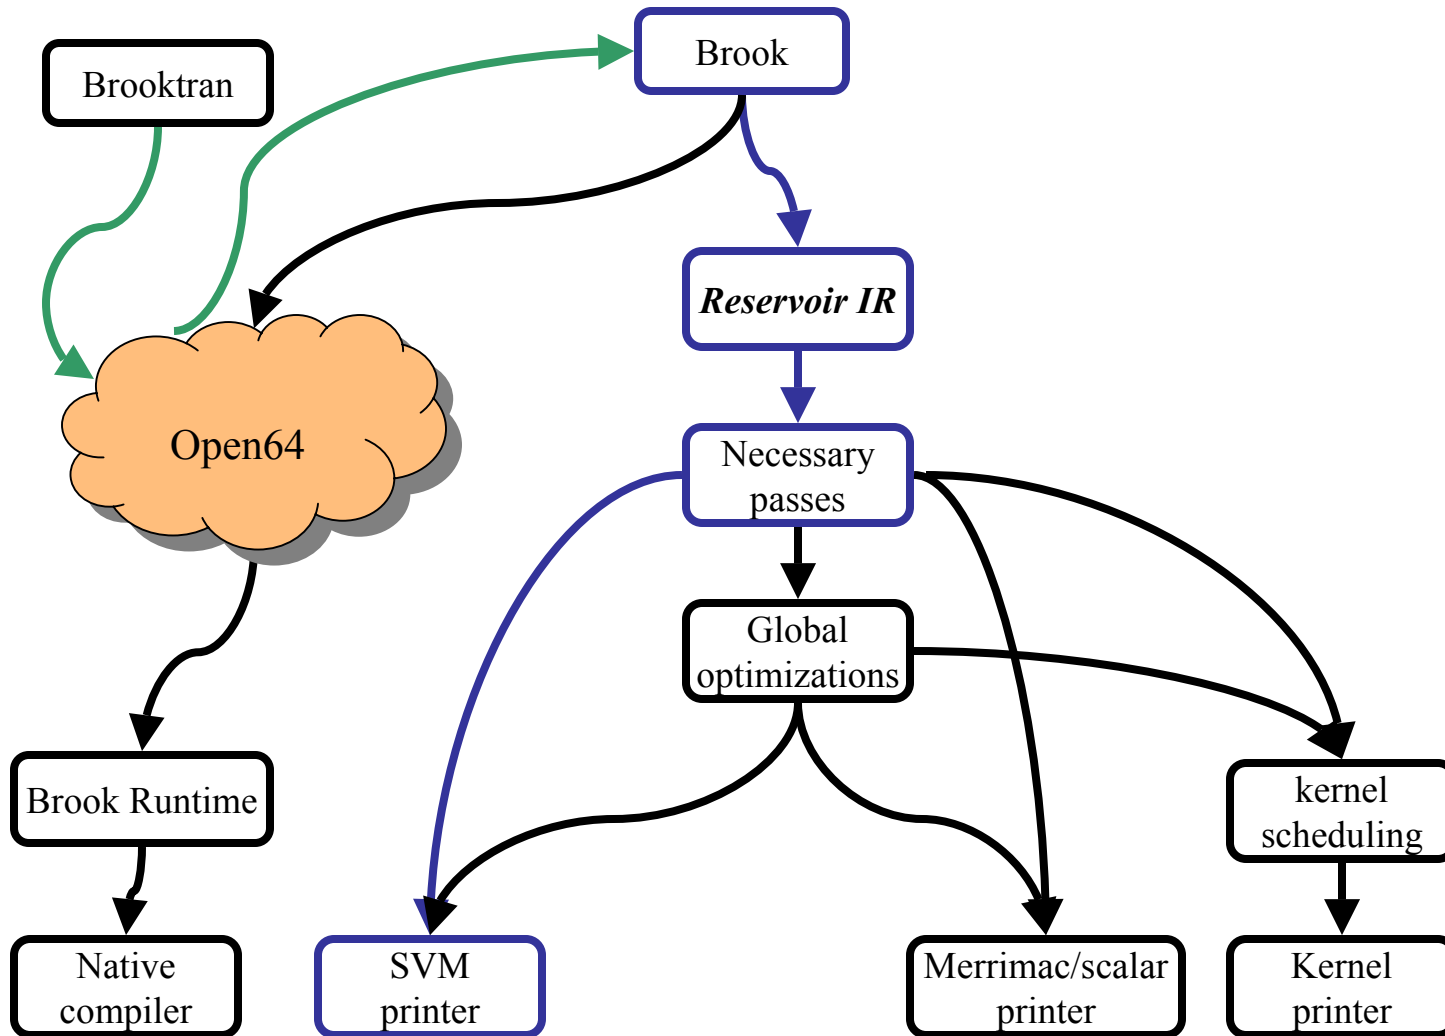 Brook
Brooktran
Reservoir IR
Open64
Necessary
passes
Global
optimizations
Brook Runtime
kernel
scheduling
Native
compiler
SVM
printer
Merrimac/scalar
printer
Kernel
printer